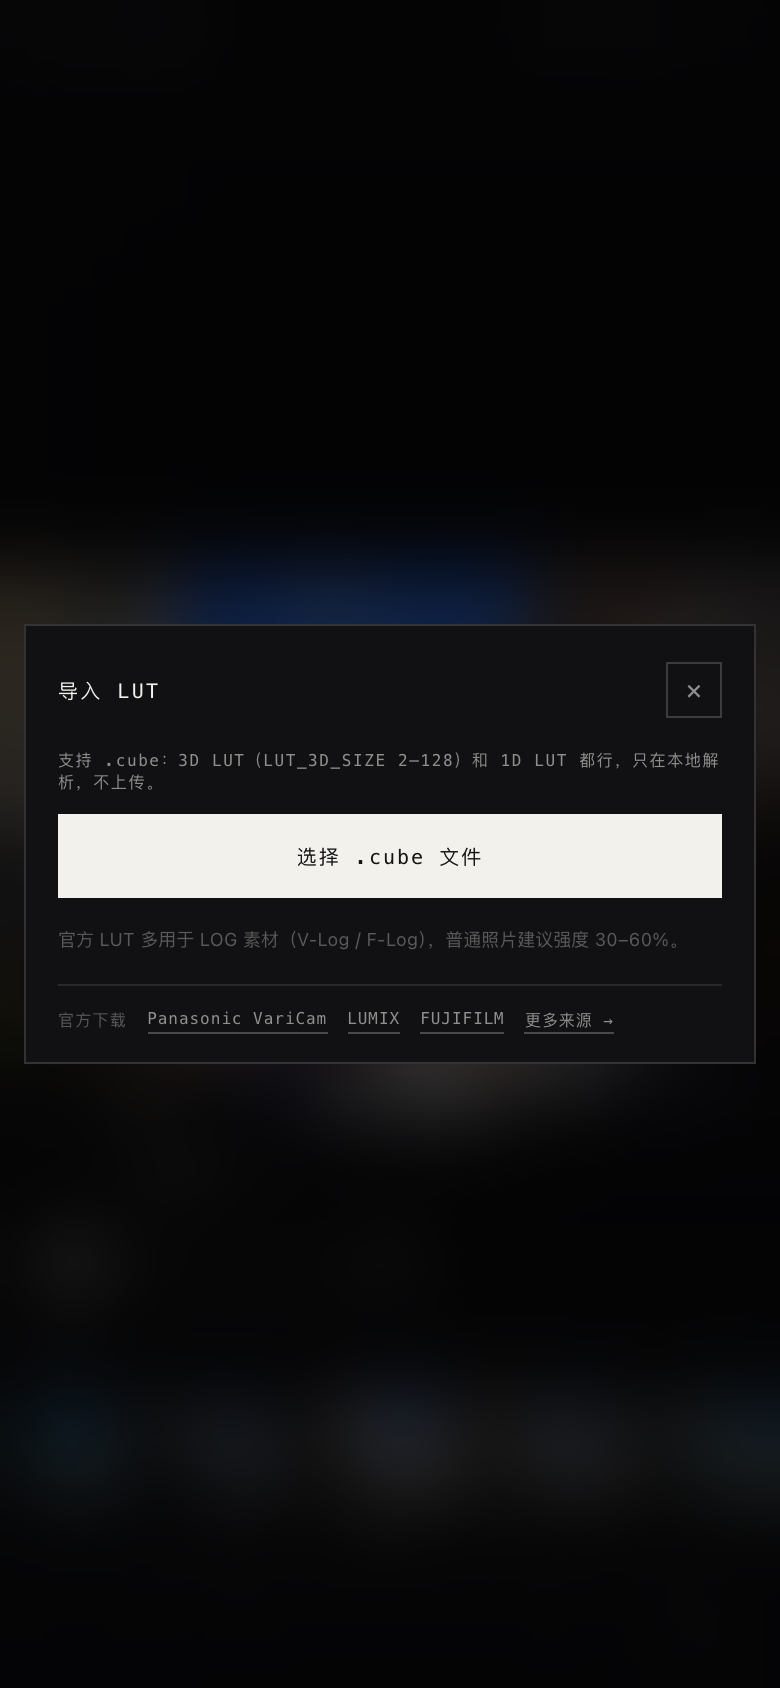 导入 LUT
×
支持 .cube：3D LUT（LUT_3D_SIZE 2–128）和 1D LUT 都行，只在本地解
析，不上传。
选择 .cube 文件
官方 LUT 多用于 LOG 素材（V-Log / F-Log），普通照片建议强度 30–60%。
官方下载 Panasonic VariCam LUMIX FUJIFILM 更多来源 →